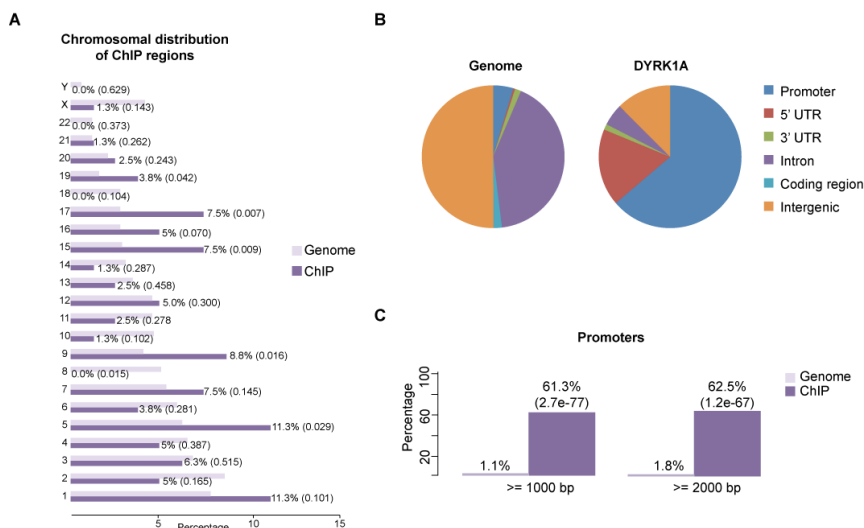 A
Chromosomal distribution
of ChIP regions
Y 0.0% (0.629)
X 1.3% (0.143)
22 0.0% (0.373)
21 1.3% (0.262)
20 2.5% (0.243)
19 3.8% (0.042)
18 0.0% (0.104)
17 7.5% (0.007)
16 5% (0.070)
15 7.5% (0.009)
14 1.3% (0.287)
13 2.5% (0.458)
12 5.0% (0.300)
11 2.5% (0.278
10 1.3% (0.102)
9 8.8% (0.016)
8 0.0% (0.015)
7 7.5% (0.145)
6 3.8% (0.281)
5 11.3% (0.029)
4 5% (0.387)
3 6.3% (0.515)
2 5% (0.165)
1 11.3% (0.101)
5 10 15
Percentage
Genome
ChIP
B
Genome
DYRK1A
Promoter
5' UTR
3' UTR
Intron
Coding region
Intergenic
C
Promoters
Percentage
100
60
20
61.3%
(2.7e-77)
62.5%
(1.2e-67)
1.1%
1.8%
>= 1000 bp
>= 2000 bp
Genome
ChIP